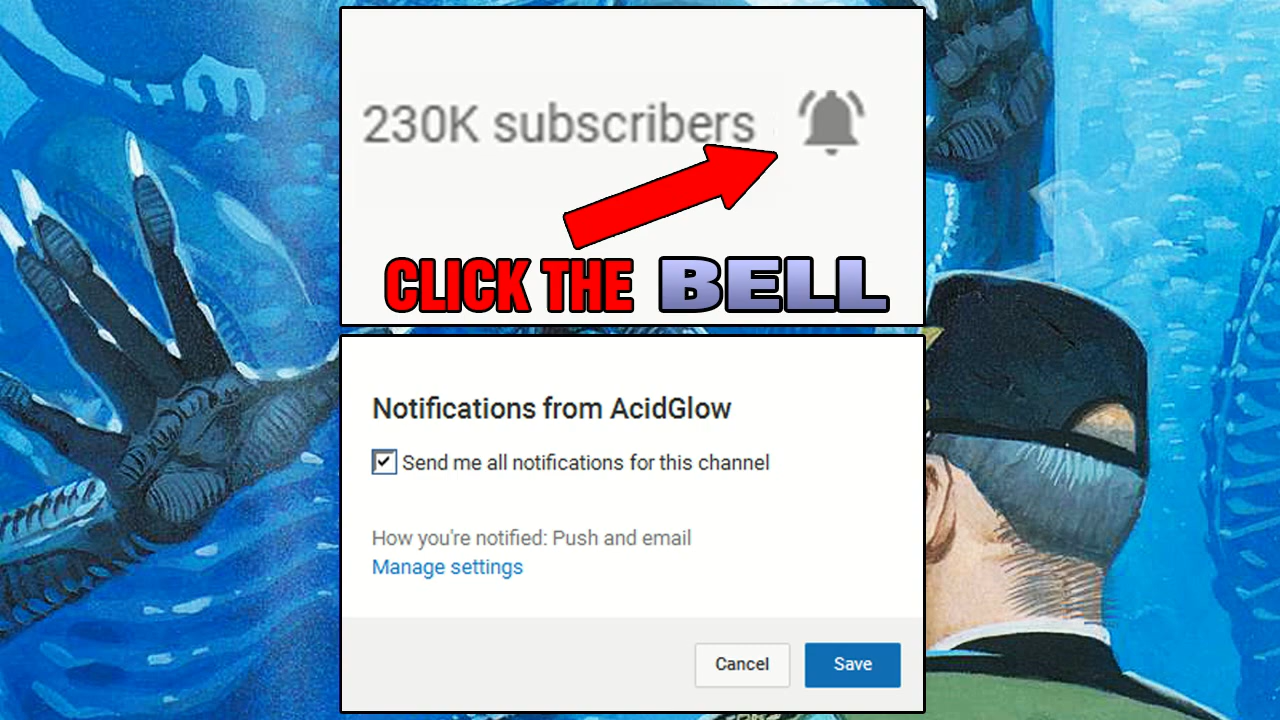 230K subscribers
CLICK THE BELL
Notifications from AcidGlow
Send me all notifications for this channel
How you're notified: Push and email
Manage settings
Cancel Save